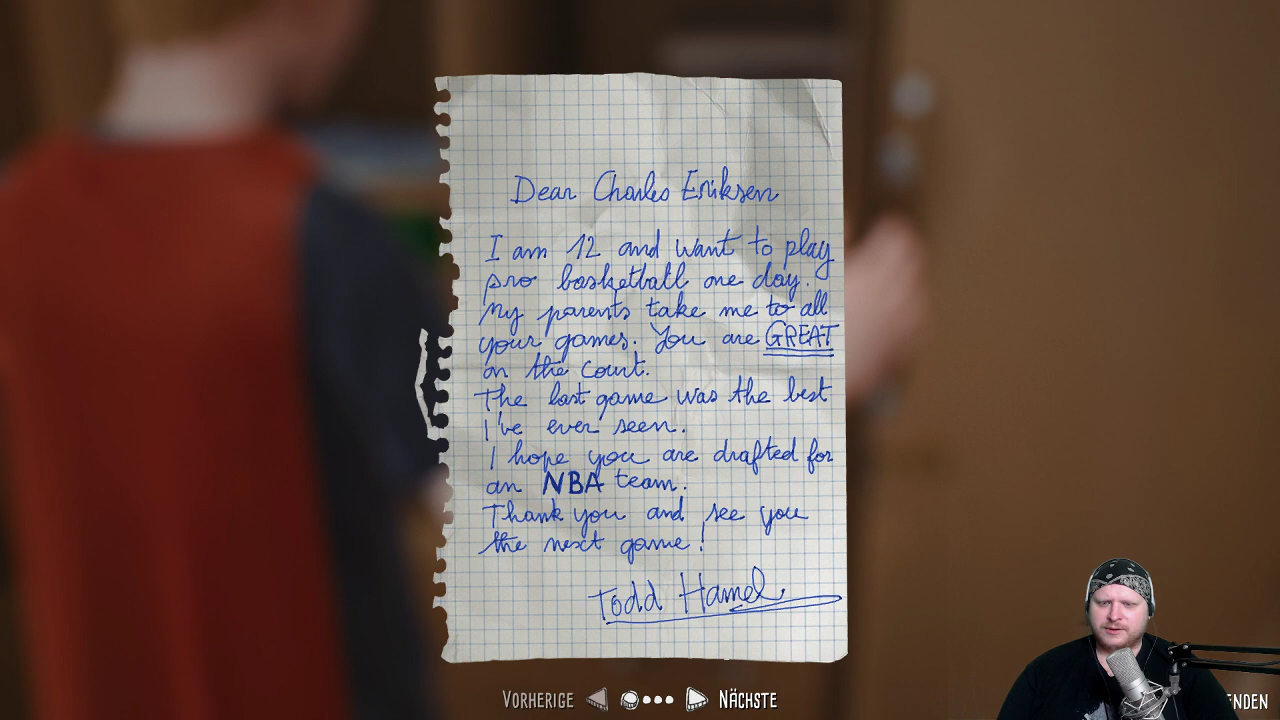 Dear Charles Eriksen
I am 12 and want to play
pro basketball one day.
My parents take me to all
your games. You are GREAT
on the court.
The last game was the best
I've ever seen.
I hope you are drafted for
an NBA team.
Thank you and see you
the next game!
Todd Hamel
VORHERIGE NÄCHSTE
ENDEN